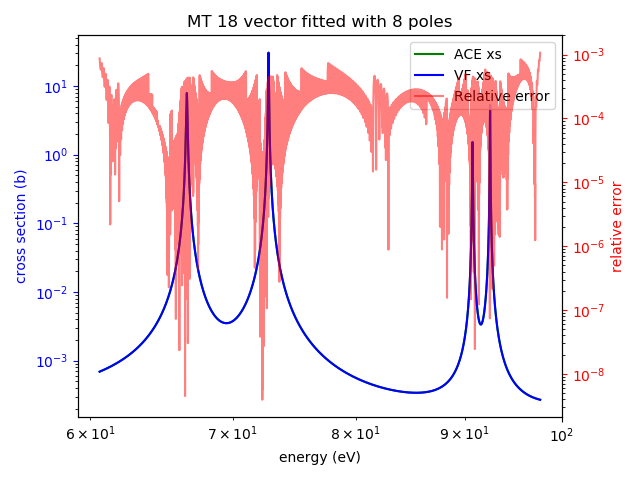 MT 18 vector fitted with 8 poles
ACE xs
VF xs
Relative error
cross section (b)
10¹
10⁰
10⁻¹
10⁻²
10⁻³
10⁻³
10⁻⁴
10⁻⁵
10⁻⁶
10⁻⁷
10⁻⁸
relative error
6 × 10¹
7 × 10¹
8 × 10¹
9 × 10¹
10²
energy (eV)